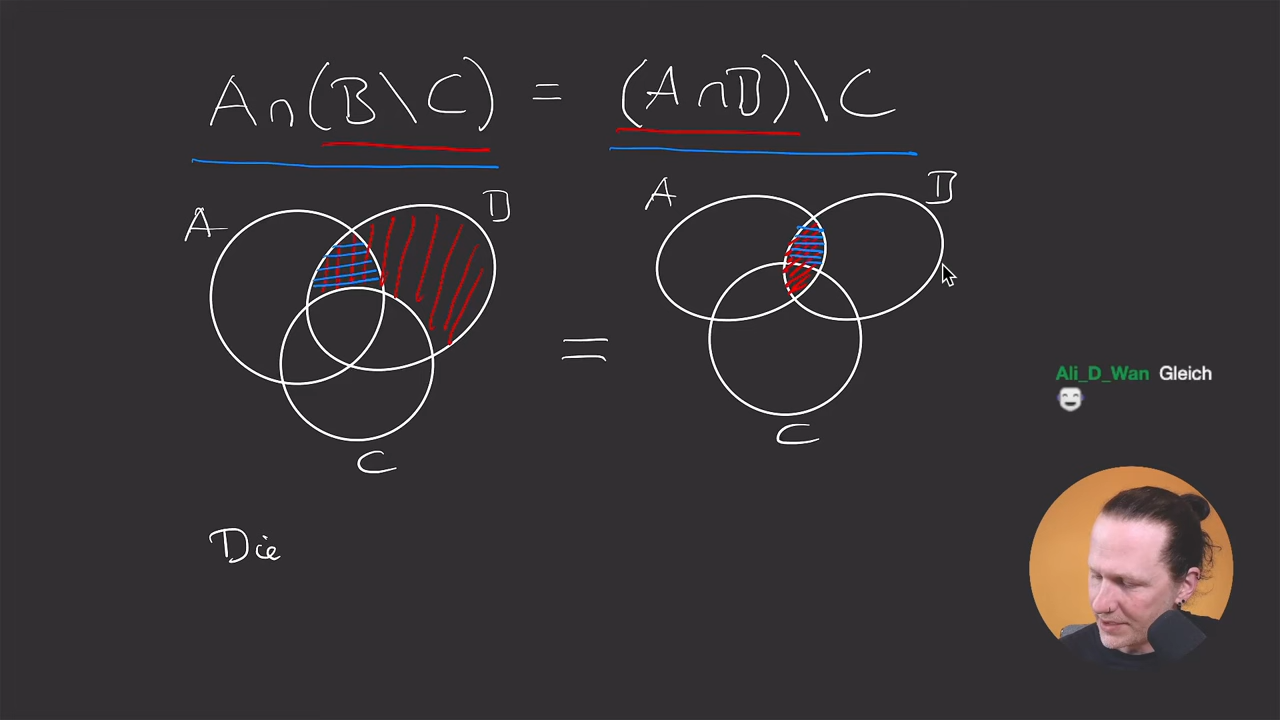 A∩(B\C) = (A∩B)\C
A B A B
=
C C
Ali_D_Wan Gleich
Die